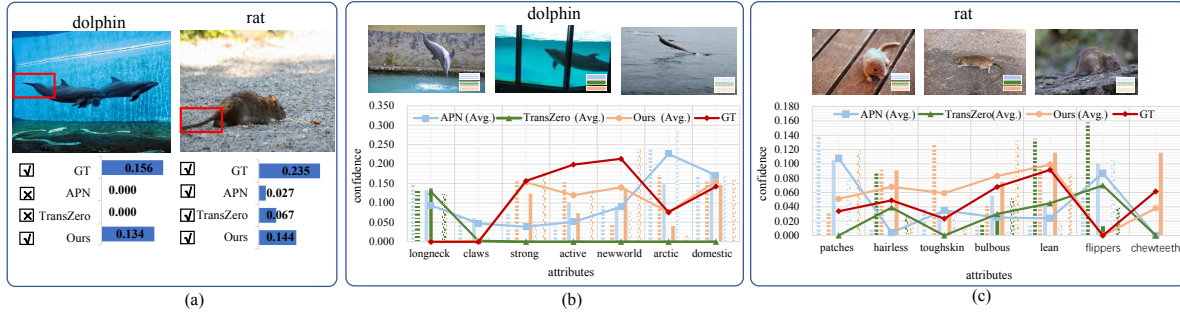 dolphin
rat
GT 0.156
APN 0.000
TransZero 0.000
Ours 0.134
GT 0.235
APN 0.027
TransZero 0.067
Ours 0.144
(a)
dolphin
APN (Avg.) TransZero (Avg.) Ours (Avg.) GT
confidence
0.350
0.300
0.250
0.200
0.150
0.100
0.050
0.000
longneck claws strong active newworld arctic domestic
attributes
(b)
rat
APN (Avg.) TransZero(Avg.) Ours (Avg.) GT
confidence
0.180
0.160
0.140
0.120
0.100
0.080
0.060
0.040
0.020
0.000
patches hairless toughskin bulbous lean flippers chewteeth
attributes
(c)